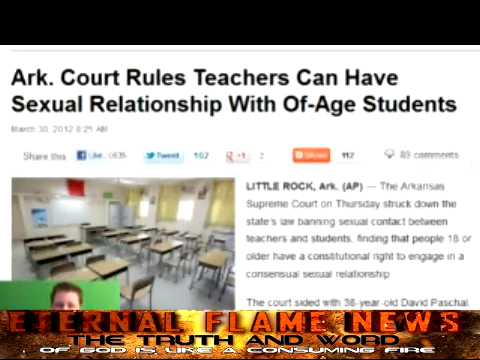 Ark. Court Rules Teachers Can Have
Sexual Relationship With Of-Age Students
March 30, 2012 8:25 AM
Share this Like 6835 Tweet 162 +1 2 Share 112 89 comments
LITTLE ROCK, Ark. (AP) — The Arkansas
Supreme Court on Thursday struck down the
state's law banning sexual contact between
teachers and students, finding that people 18 or
older have a constitutional right to engage in a
consensual sexual relationship
The court sided with 38-year-old David Paschal,
ETERNAL FLAME NEWS
THE TRUTH AND WORD
OF GOD IS LIKE A CONSUMING FIRE